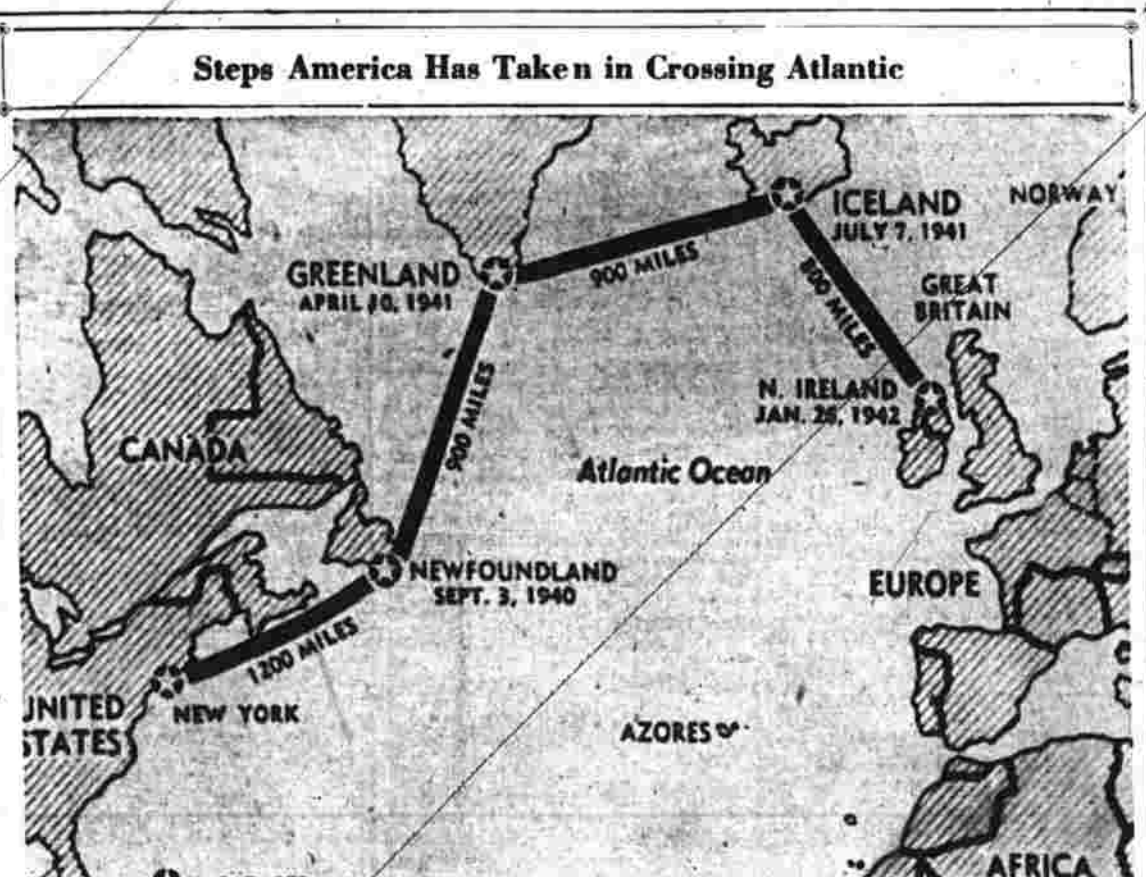 Steps America Has Taken in Crossing Atlantic
ICELAND
JULY 7, 1941
NORWAY
GREENLAND
APRIL 10, 1941
900 MILES
800 MILES
GREAT
BRITAIN
900 MILES
N. IRELAND
JAN. 26, 1942
CANADA
Atlantic Ocean
NEWFOUNDLAND
SEPT. 3, 1940
EUROPE
1200 MILES
UNITED
STATES
NEW YORK
AZORES
AFRICA